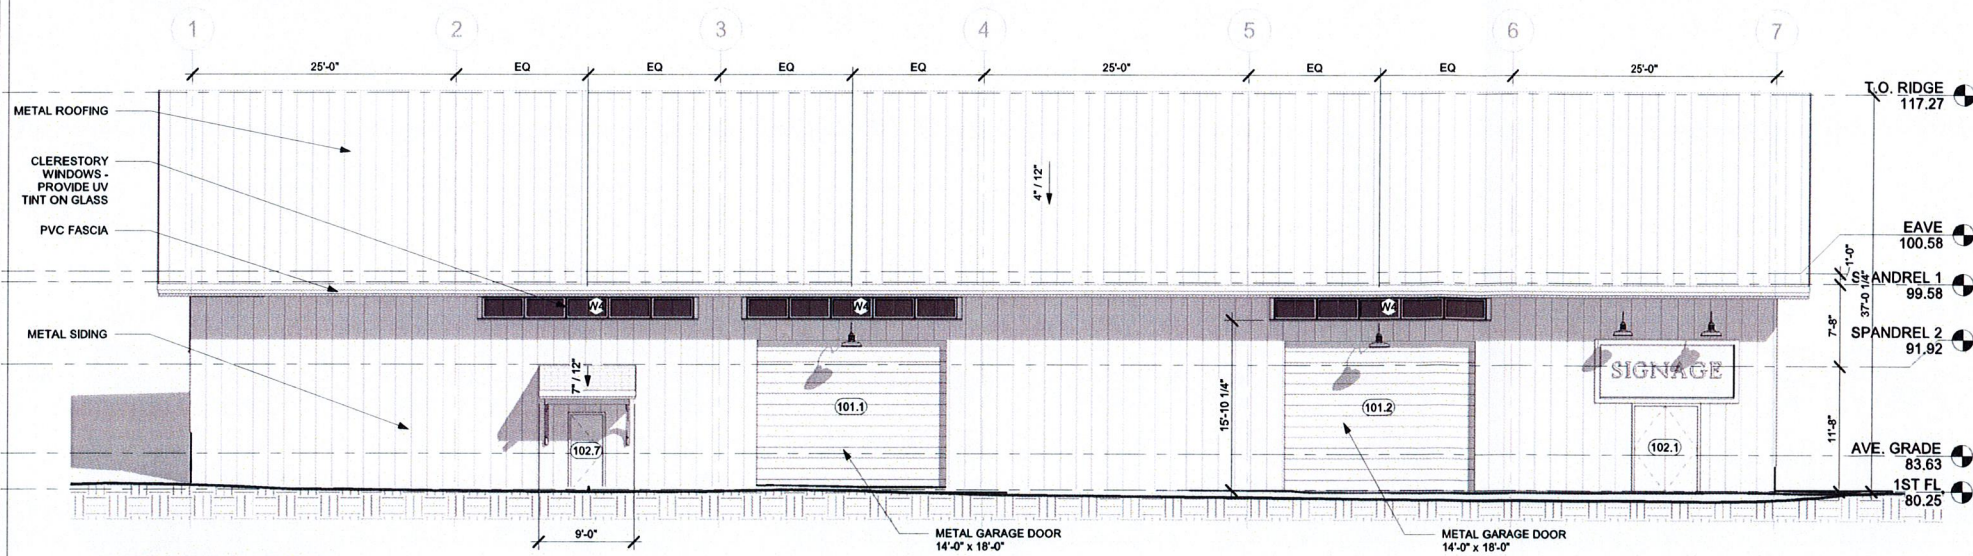 1 2 3 4 5 6 7
25'-0" EQ EQ EQ EQ 25'-0" EQ EQ 25'-0"
METAL ROOFING
CLERESTORY
WINDOWS -
PROVIDE UV
TINT ON GLASS
PVC FASCIA
METAL SIDING
4" / 12"
T.O. RIDGE
117.27
EAVE
100.58
1'-0"
99.58
37'-0 1/4"
7'-8"
SPANDREL 2
91.92
11'-8"
AVE. GRADE
83.63
1ST FL
80.25
W4 W4 W4
7" / 12"
102.7
101.1
15'-10 1/4"
101.2
SIGNAGE
102.1
9'-0"
METAL GARAGE DOOR
14'-0" x 18'-0"
METAL GARAGE DOOR
14'-0" x 18'-0"